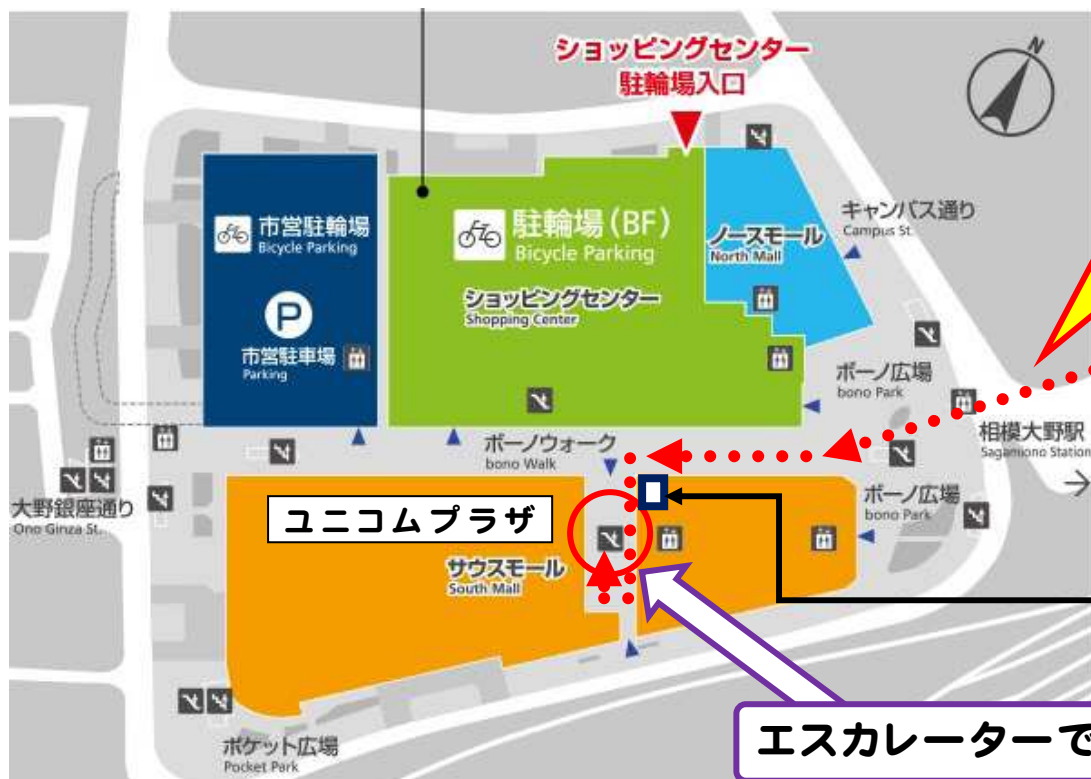 ショッピングセンター
駐輪場入口
N
市営駐輪場
Bicycle Parking
駐輪場(BF)
Bicycle Parking
ノースモール
North Mall
キャンパス通り
Campus St.
P
市営駐車場
Parking
ショッピングセンター
Shopping Center
ボーノ広場
bono Park
相模大野駅
Sagamiono Station
ボーノウォーク
bono Walk
大野銀座通り
Ono Ginza St.
ユニコムプラザ
ボーノ広場
bono Park
サウスモール
South Mall
エスカレーターで
ポケット広場
Pocket Park